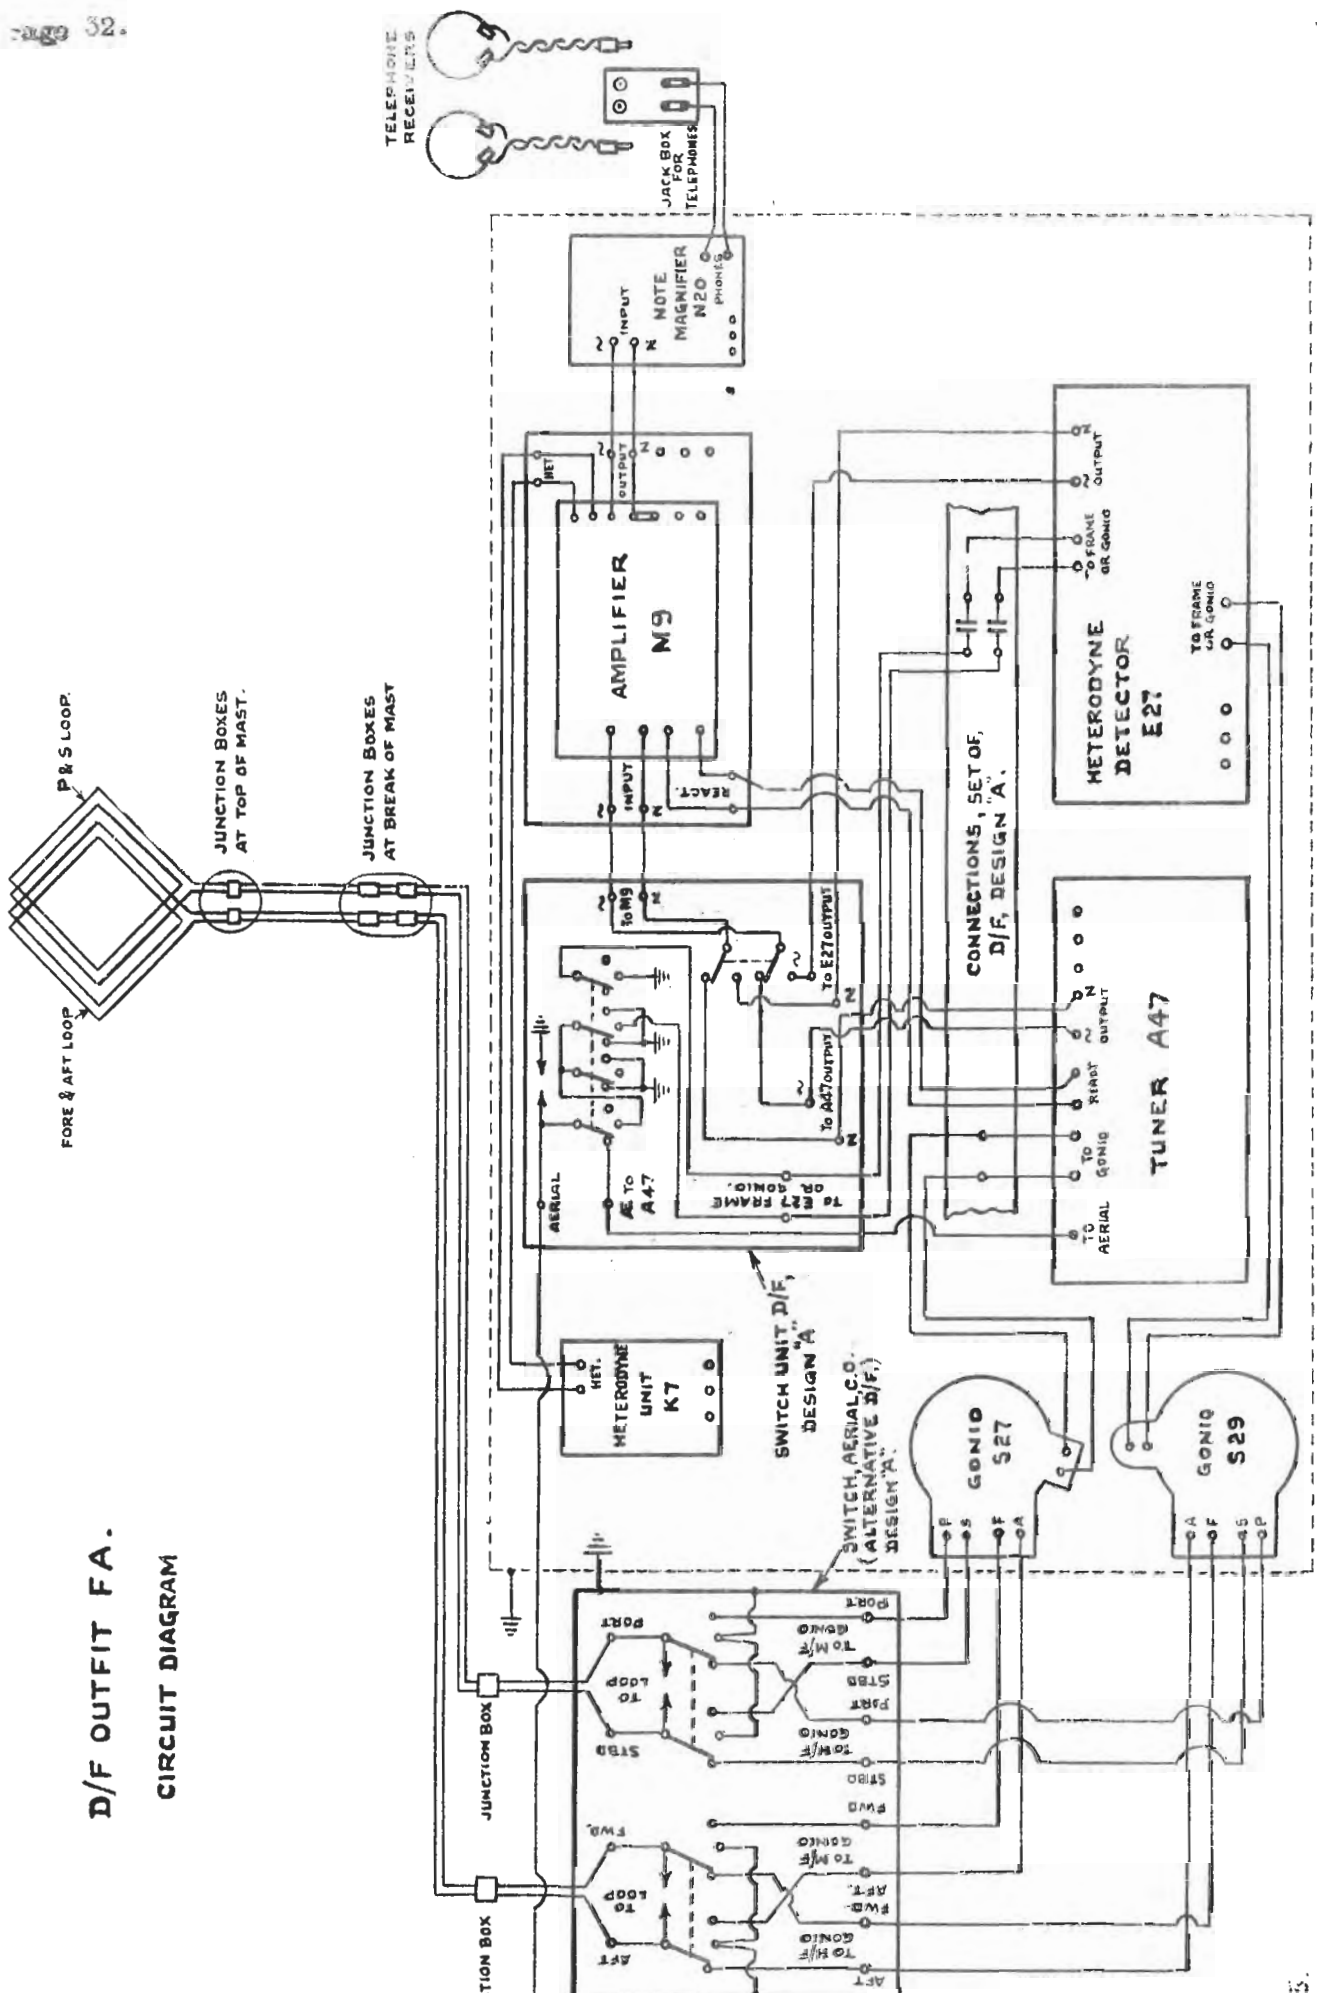 32.
D/F OUTFIT FA.
CIRCUIT DIAGRAM
TELEPHONE
RECEIVERS
JACK BOX
FOR
TELEPHONES
NOTE
MAGNIFIER
N20
PHONES
INPUT
~
N
P & S LOOP.
FORE & AFT LOOP
JUNCTION BOXES
AT TOP OF MAST.
JUNCTION BOXES
AT BREAK OF MAST
HET
~
OUTPUT
N
AMPLIFIER
M9
~
INPUT
N
REACT.
N
~
OUTPUT
TO FRAME
OR GONIO
HETERODYNE
DETECTOR
E27
TO FRAME
OR GONIO
CONNECTIONS, SET OF,
D/F, DESIGN "A".
~
TO M9
N
~
TO E27 OUTPUT
N
~
TO A47 OUTPUT
N
AERIAL
Æ TO
A47
TO E27 FRAME
OR GONIO.
SWITCH UNIT D/F,
DESIGN "A"
N
~
OUTPUT
REACT
TO
GONIO
TO
AERIAL
TUNER A47
HET.
HETERODYNE
UNIT
K7
SWITCH, AERIAL, C.O.
(ALTERNATIVE D/F,)
DESIGN "A".
GONIO
S27
P
S
F
A
GONIO
S29
A
F
S
P
JUNCTION BOX
TION BOX
PORT
TO
LOOP
STBD
PORT
TO M/F
GONIO
STBD
PORT
TO H/F
GONIO
STBD
FWD.
TO
LOOP
AFT
FWD
TO M/F
GONIO
AFT.
FWD.
TO H/F
GONIO
AFT